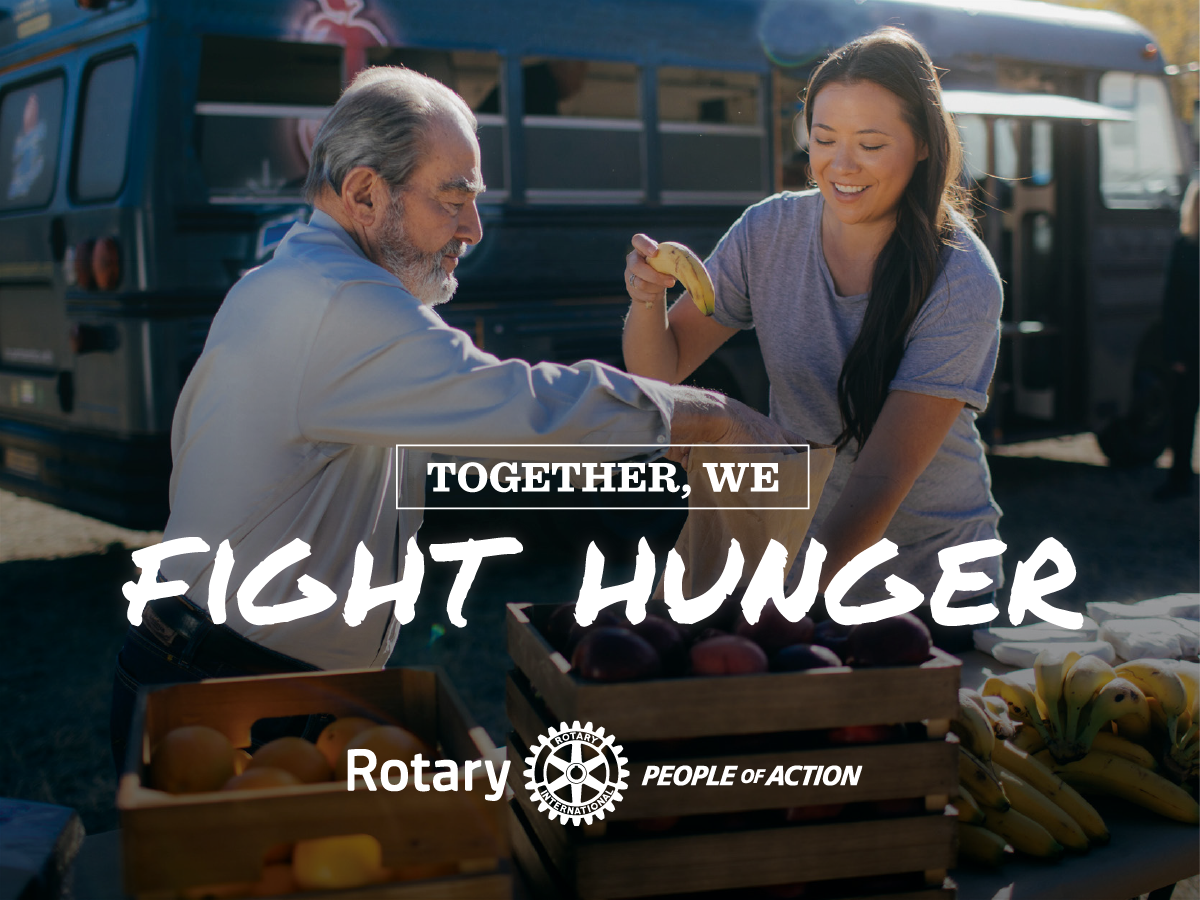 TOGETHER, WE
FIGHT HUNGER
Rotary
ROTARY
INTERNATIONAL
PEOPLE OF ACTION